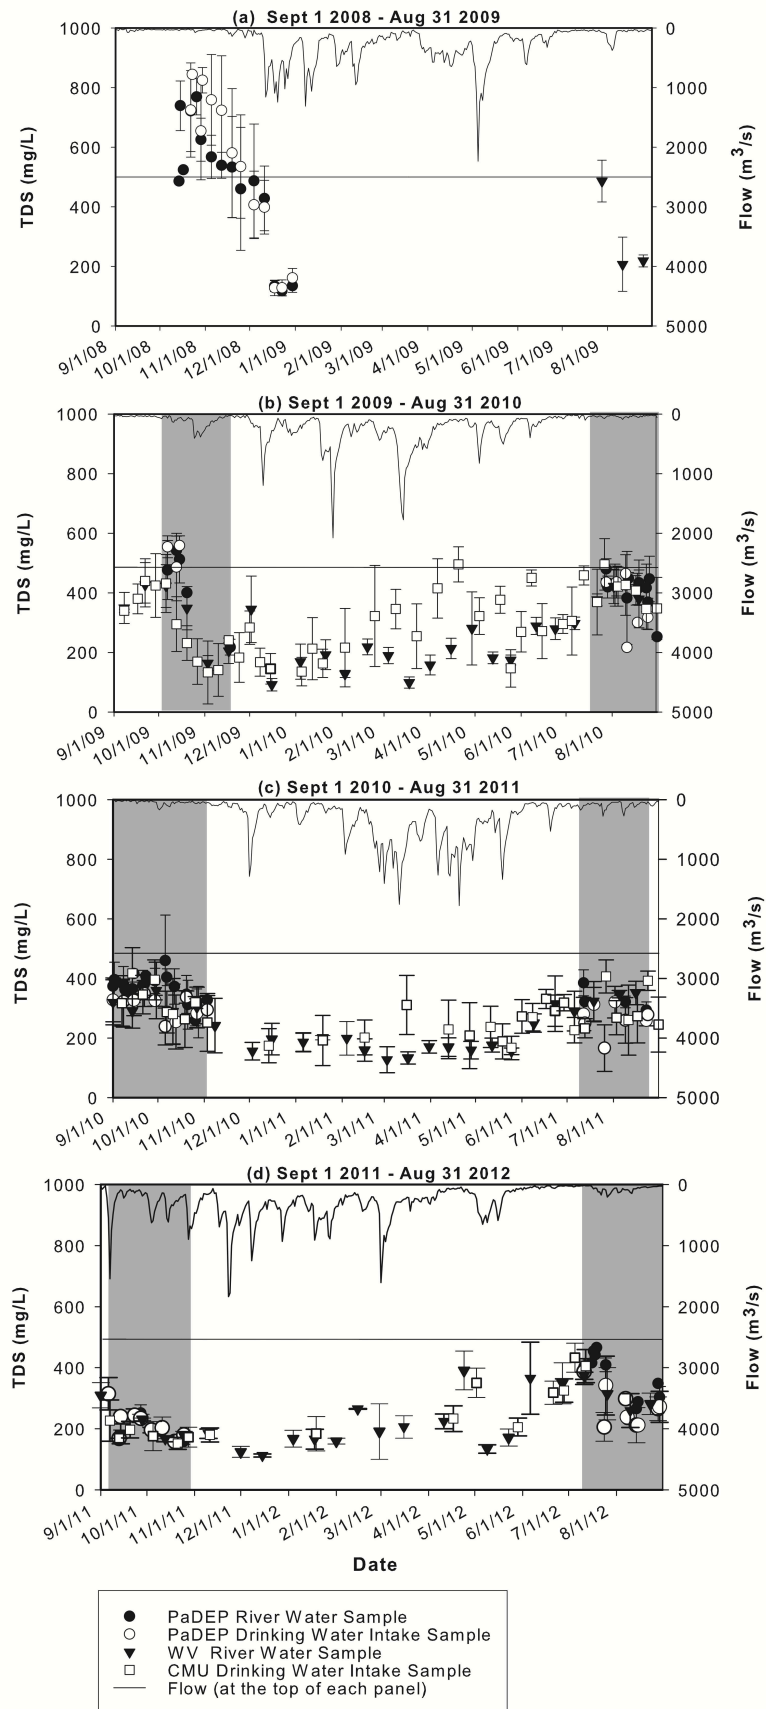 (a) Sept 1 2008 - Aug 31 2009
1000 0
800 1000
600 2000
400 3000
200 4000
0 5000
TDS (mg/L)
Flow (m3/s)
9/1/08 10/1/08 11/1/08 12/1/08 1/1/09 2/1/09 3/1/09 4/1/09 5/1/09 6/1/09 7/1/09 8/1/09
(b) Sept 1 2009 - Aug 31 2010
1000 0
800 1000
600 2000
400 3000
200 4000
0 5000
TDS (mg/L)
Flow (m3/s)
9/1/09 10/1/09 11/1/09 12/1/09 1/1/10 2/1/10 3/1/10 4/1/10 5/1/10 6/1/10 7/1/10 8/1/10
(c) Sept 1 2010 - Aug 31 2011
1000 0
800 1000
600 2000
400 3000
200 4000
0 5000
TDS (mg/L)
Flow (m3/s)
9/1/10 10/1/10 11/1/10 12/1/10 1/1/11 2/1/11 3/1/11 4/1/11 5/1/11 6/1/11 7/1/11 8/1/11
(d) Sept 1 2011 - Aug 31 2012
1000 0
800 1000
600 2000
400 3000
200 4000
0 5000
TDS (mg/L)
Flow (m3/s)
9/1/11 10/1/11 11/1/11 12/1/11 1/1/12 2/1/12 3/1/12 4/1/12 5/1/12 6/1/12 7/1/12 8/1/12
Date
PaDEP River Water Sample
PaDEP Drinking Water Intake Sample
WV River Water Sample
CMU Drinking Water Intake Sample
Flow (at the top of each panel)